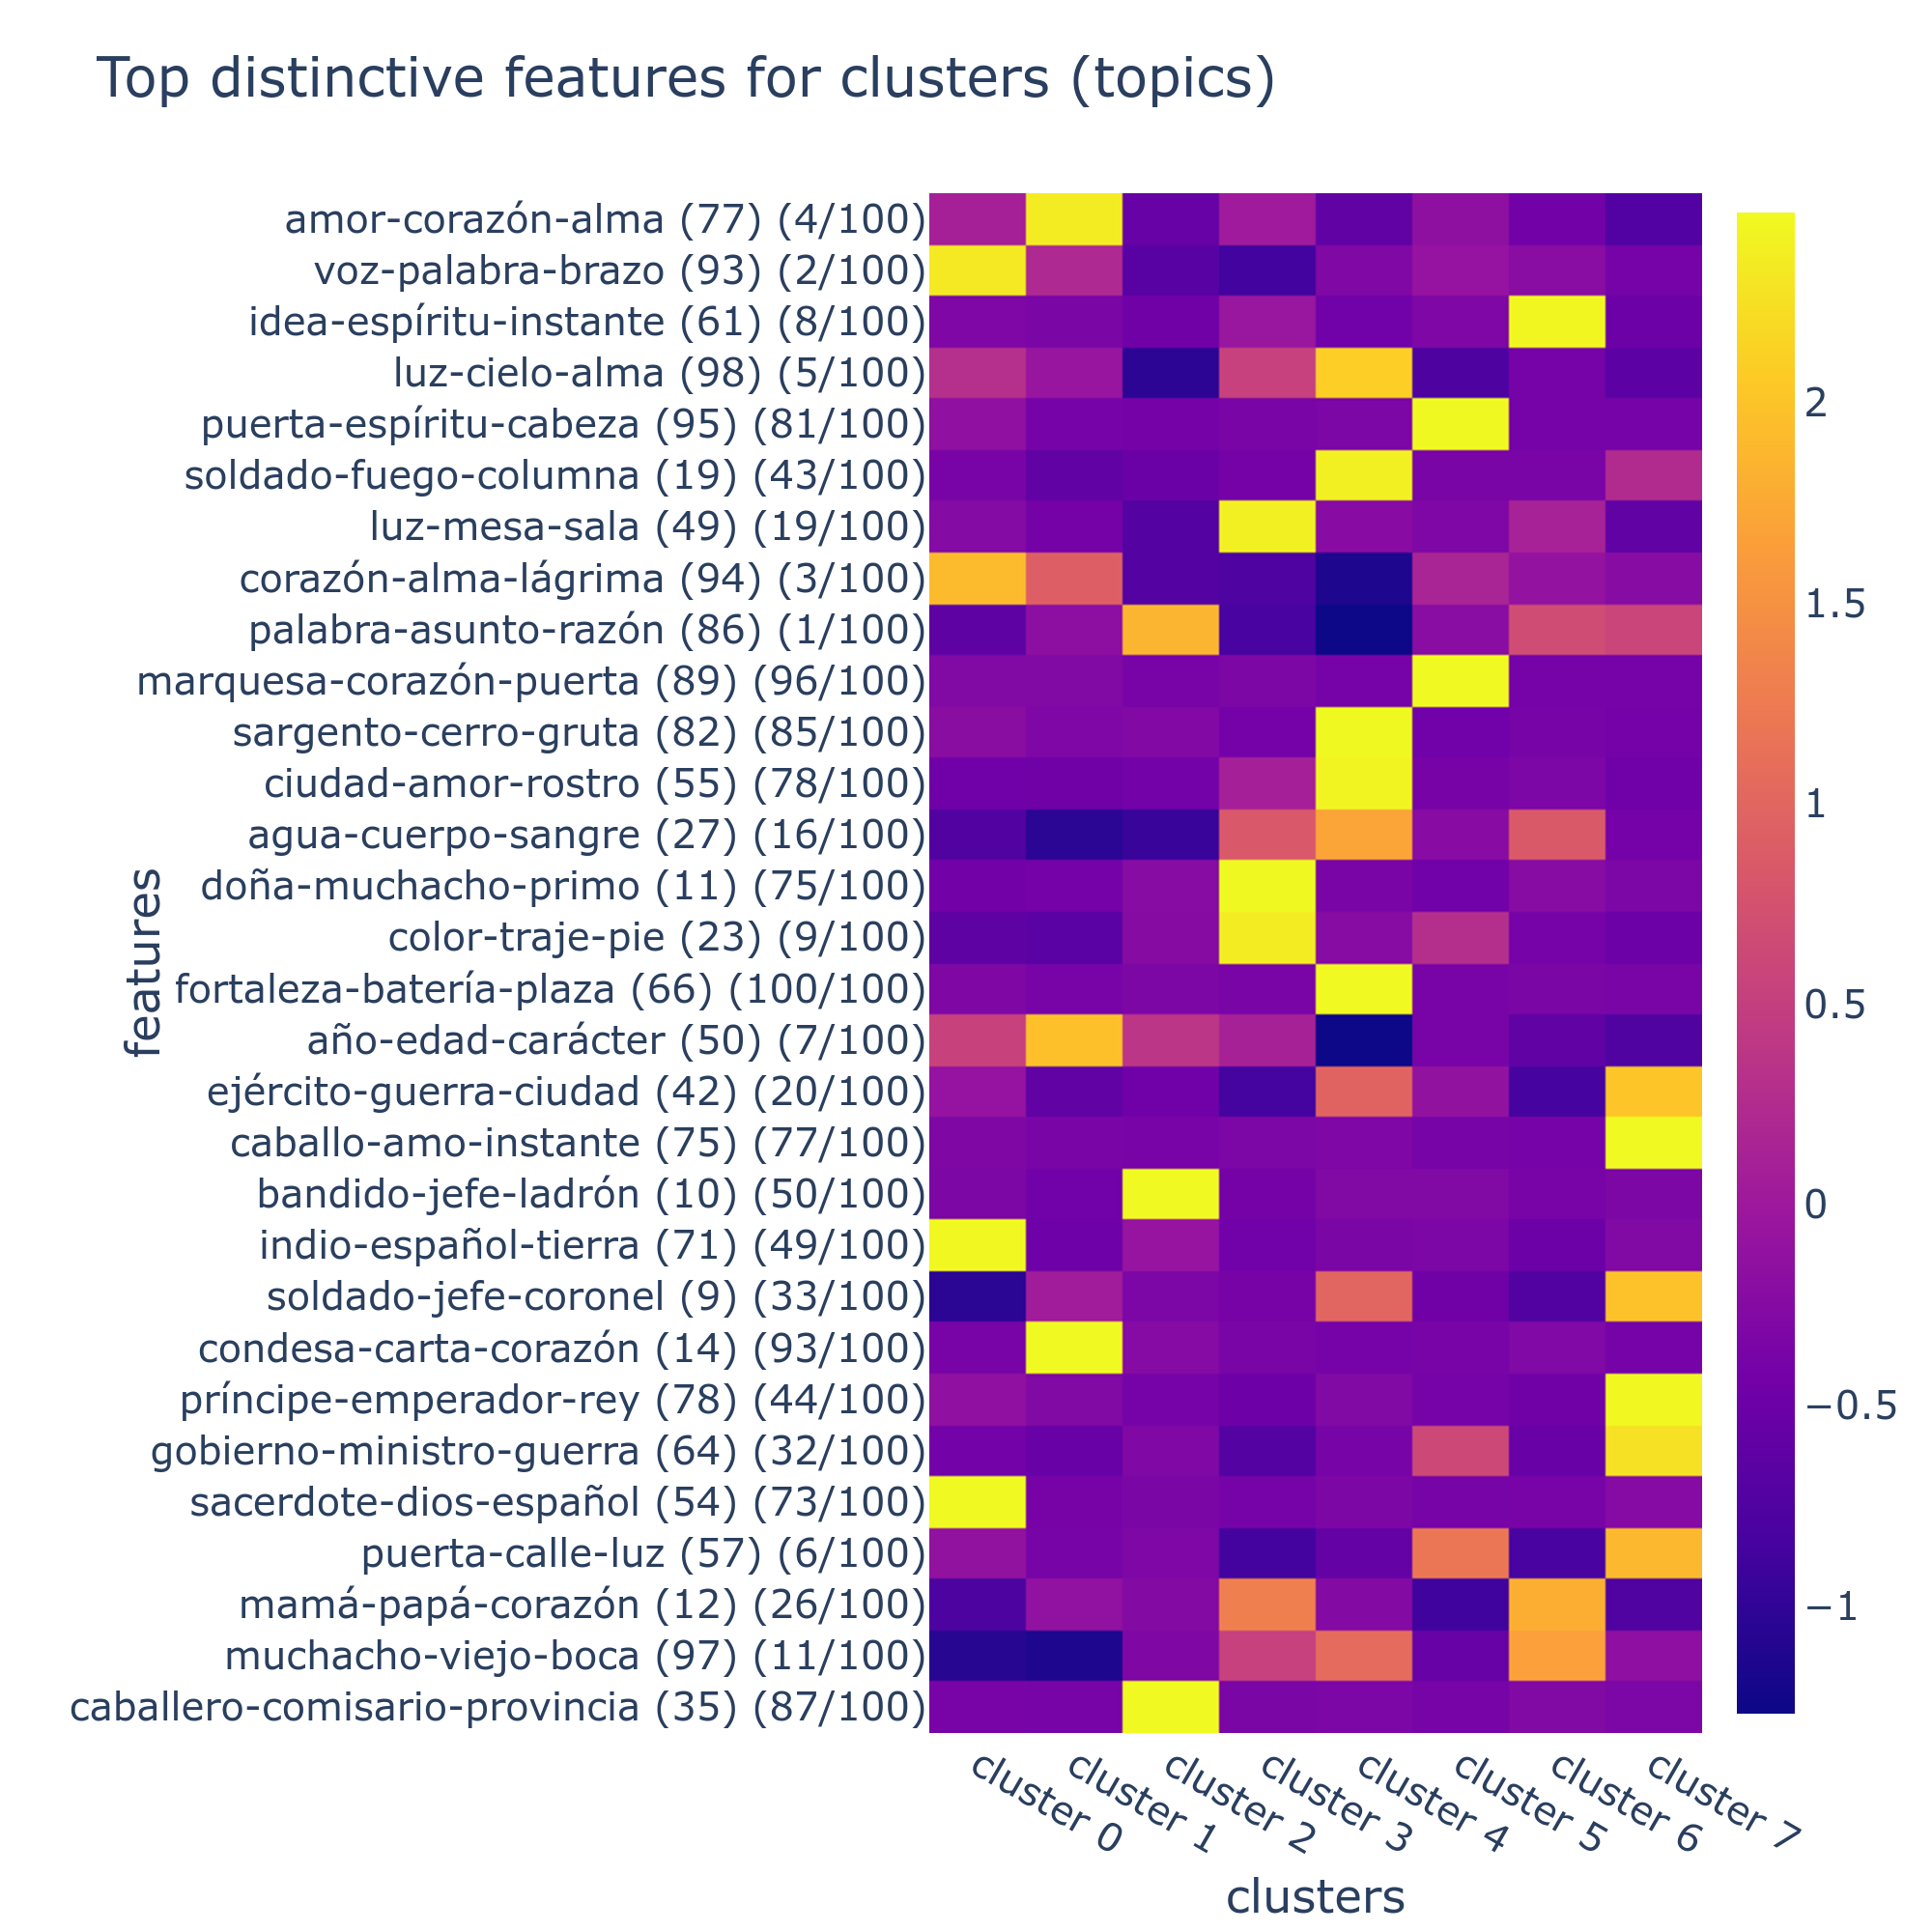 Top distinctive features for clusters (topics)
amor-corazón-alma (77) (4/100)
voz-palabra-brazo (93) (2/100)
idea-espíritu-instante (61) (8/100)
luz-cielo-alma (98) (5/100)
puerta-espíritu-cabeza (95) (81/100)
soldado-fuego-columna (19) (43/100)
luz-mesa-sala (49) (19/100)
corazón-alma-lágrima (94) (3/100)
palabra-asunto-razón (86) (1/100)
marquesa-corazón-puerta (89) (96/100)
sargento-cerro-gruta (82) (85/100)
ciudad-amor-rostro (55) (78/100)
agua-cuerpo-sangre (27) (16/100)
doña-muchacho-primo (11) (75/100)
color-traje-pie (23) (9/100)
fortaleza-batería-plaza (66) (100/100)
año-edad-carácter (50) (7/100)
ejército-guerra-ciudad (42) (20/100)
caballo-amo-instante (75) (77/100)
bandido-jefe-ladrón (10) (50/100)
indio-español-tierra (71) (49/100)
soldado-jefe-coronel (9) (33/100)
condesa-carta-corazón (14) (93/100)
príncipe-emperador-rey (78) (44/100)
gobierno-ministro-guerra (64) (32/100)
sacerdote-dios-español (54) (73/100)
puerta-calle-luz (57) (6/100)
mamá-papá-corazón (12) (26/100)
muchacho-viejo-boca (97) (11/100)
caballero-comisario-provincia (35) (87/100)
features
cluster 0
cluster 1
cluster 2
cluster 3
cluster 4
cluster 5
cluster 6
cluster 7
clusters
2
1.5
1
0.5
0
−0.5
−1